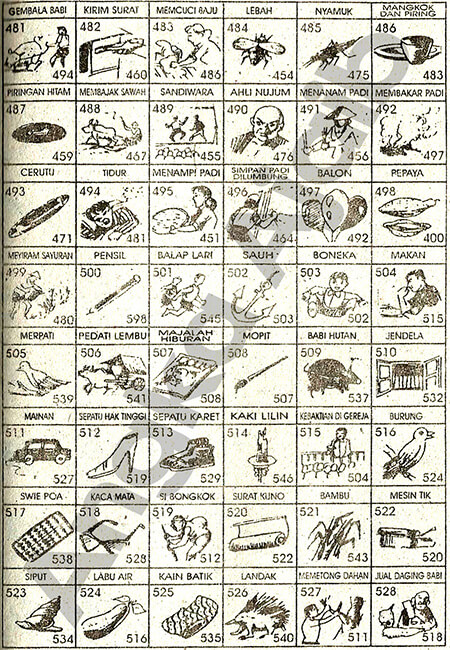 GEMBALA BABI KIRIM SURAT MEMCUCI BAJU LEBAH NYAMUK MANGKOK DAN PIRING
481 482 483 484 485 486
494 460 486 454 475 483
PIRINGAN HITAM MEMBAJAK SAWAH SANDIWARA AHLI NUJUM MENANAM PADI MEMBAKAR PADI
487 488 489 490 491 492
459 467 455 476 456 497
CERUTU TIDUR MENAMPI PADI SIMPAN PADI DILUMBUNG BALON PEPAYA
493 494 495 496 497 498
471 481 451 464 492 400
MEYIRAM SAYURAN PENSIL BALAP LARI SAUH BONEKA MAKAN
499 500 501 502 503 504
480 598 545 503 502 515
MERPATI PEDATI LEMBU MAJALAH HIBURAN MOPIT BABI HUTAN JENDELA
505 506 507 508 509 510
539 541 508 507 537 532
MAINAN SEPATU HAK TINGGI SEPATU KARET KAKI LILIN KEBAKTIAN DI GEREJA BURUNG
511 512 513 514 515 516
527 519 529 546 504 524
SWIE POA KACA MATA SI BONGKOK SURAT KUNO BAMBU MESIN TIK
517 518 519 520 521 522
538 528 512 522 543 520
SIPUT LABU AIR KAIN BATIK LANDAK MEMETONG DAHAN JUAL DAGING BABI
523 524 525 526 527 528
534 516 535 540 511 518